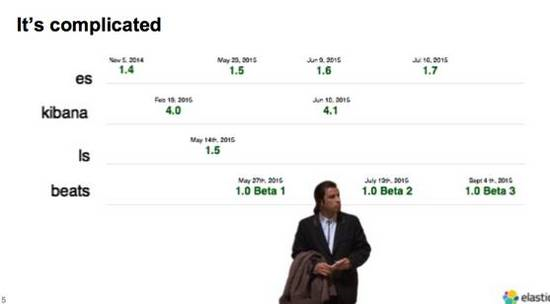 It's complicated
Nov 5, 2014
May 23, 2015
Jun 9, 2015
Jul 16, 2015
1.4
1.5
1.6
1.7
es
Feb 19, 2015
Jun 10, 2015
4.0
4.1
kibana
May 14th, 2015
1.5
ls
May 27th, 2015
July 13th, 2015
Sept 4th, 2015
1.0 Beta 1
1.0 Beta 2
1.0 Beta 3
beats
5
elastic